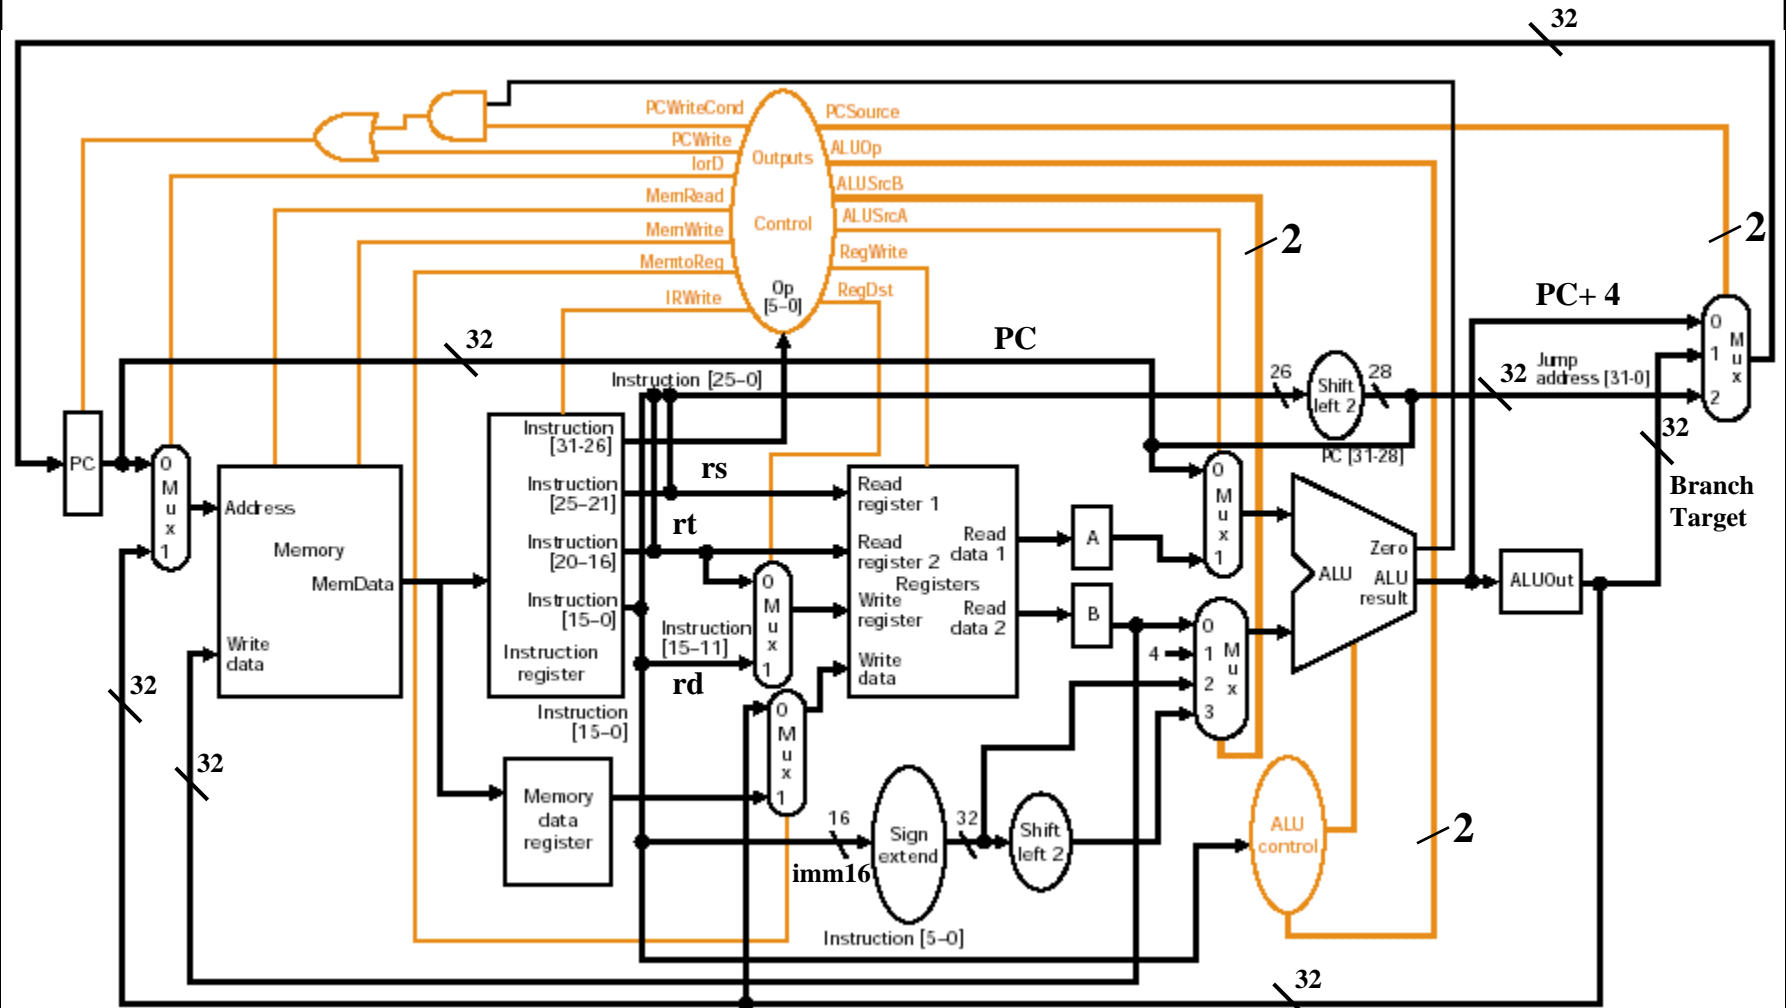 32
PCWriteCond
PCSource
PCWrite
ALUOp
IorD
Outputs
ALUSrcB
MemRead
ALUSrcA
Control
MemWrite
2
2
RegWrite
MemtoReg
RegDst
IRWrite
Op
[5–0]
PC+ 4
32
PC
0
M
u
x
1
2
Instruction [25–0]
26
Shift
left 2
28
32
Jump
address [31-0]
32
PC [31-28]
Branch
Target
PC
0
M
u
x
1
Address
Memory
MemData
Write
data
Instruction
[31-26]
Instruction
[25–21]
Instruction
[20–16]
Instruction
[15–0]
Instruction
register
rs
rt
Instruction
[15–11]
rd
0
M
u
x
1
Read
register 1
Read
register 2
Registers
Write
register
Write
data
Read
data 1
Read
data 2
A
B
0
M
u
x
1
4
0
1
2
3
M
u
x
ALU
Zero
ALU
result
ALUOut
32
32
Instruction
[15–0]
Memory
data
register
0
M
u
x
1
16
imm16
Sign
extend
32
Shift
left 2
ALU
control
2
Instruction [5–0]
32